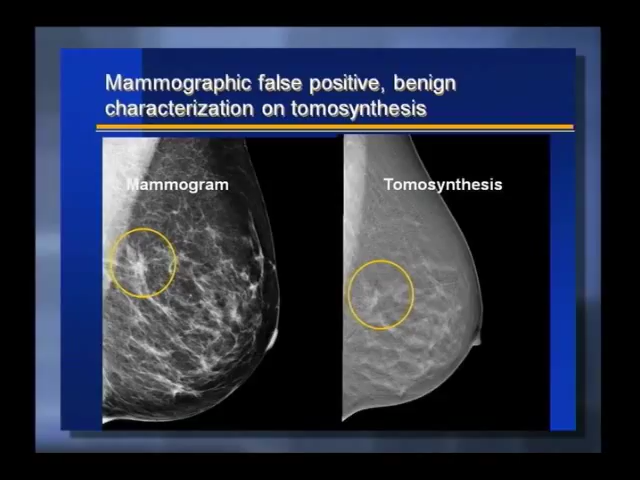 Mammographic false positive, benign
characterization on tomosynthesis
Mammogram
Tomosynthesis